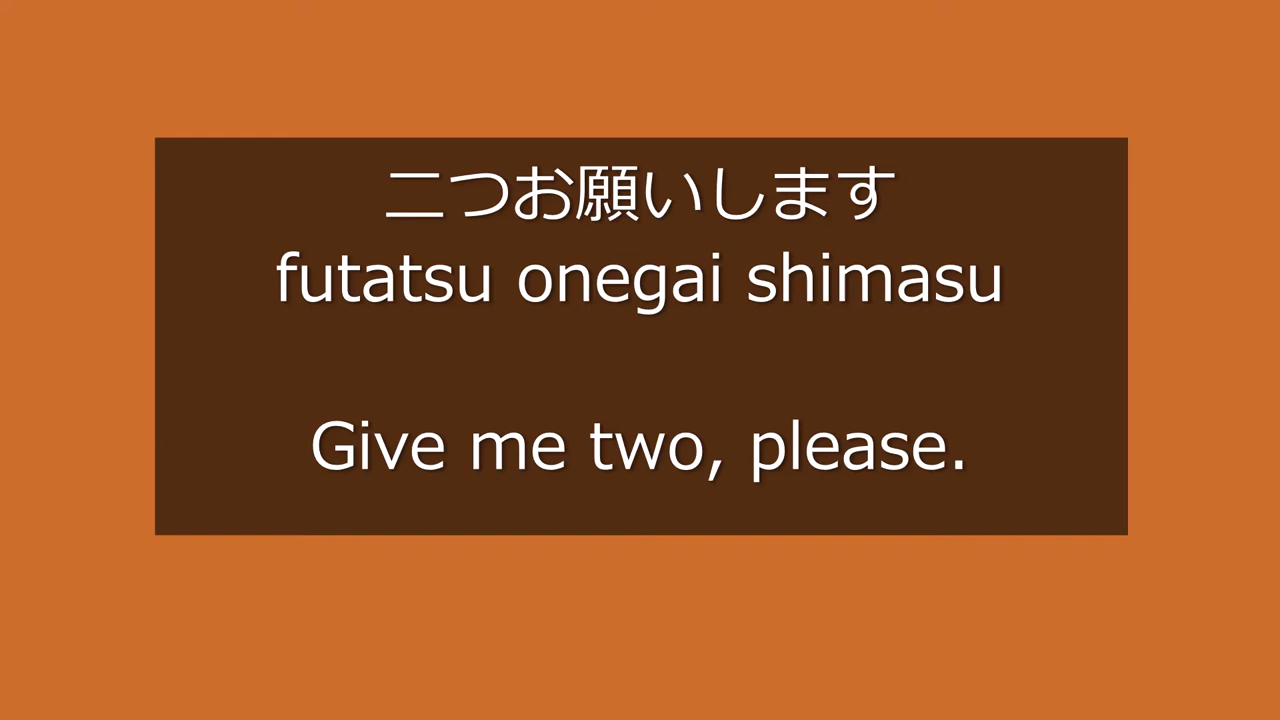 二つお願いします
futatsu onegai shimasu
Give me two, please.